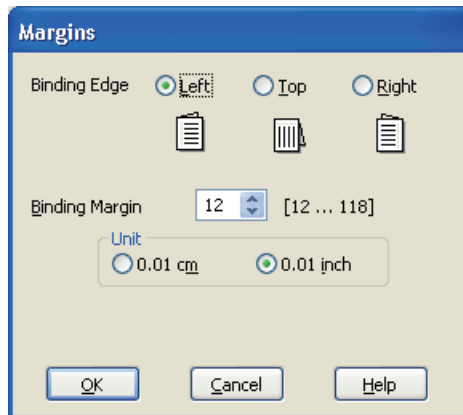 Margins
Binding Edge Left Top Right
Binding Margin 12 [12 ... 118]
Unit
0.01 cm 0.01 inch
OK Cancel Help